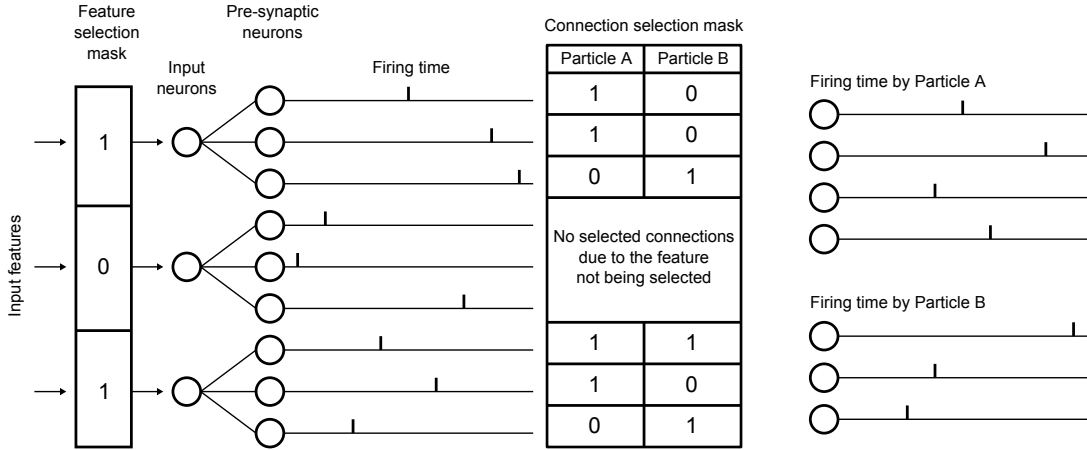 Feature
selection
mask
Pre-synaptic
neurons
Input
neurons
Firing time
Connection selection mask
Particle A Particle B
1 0
1 0
0 1
No selected connections
due to the feature
not being selected
1 1
1 0
0 1
Input features
1
0
1
Firing time by Particle A
Firing time by Particle B